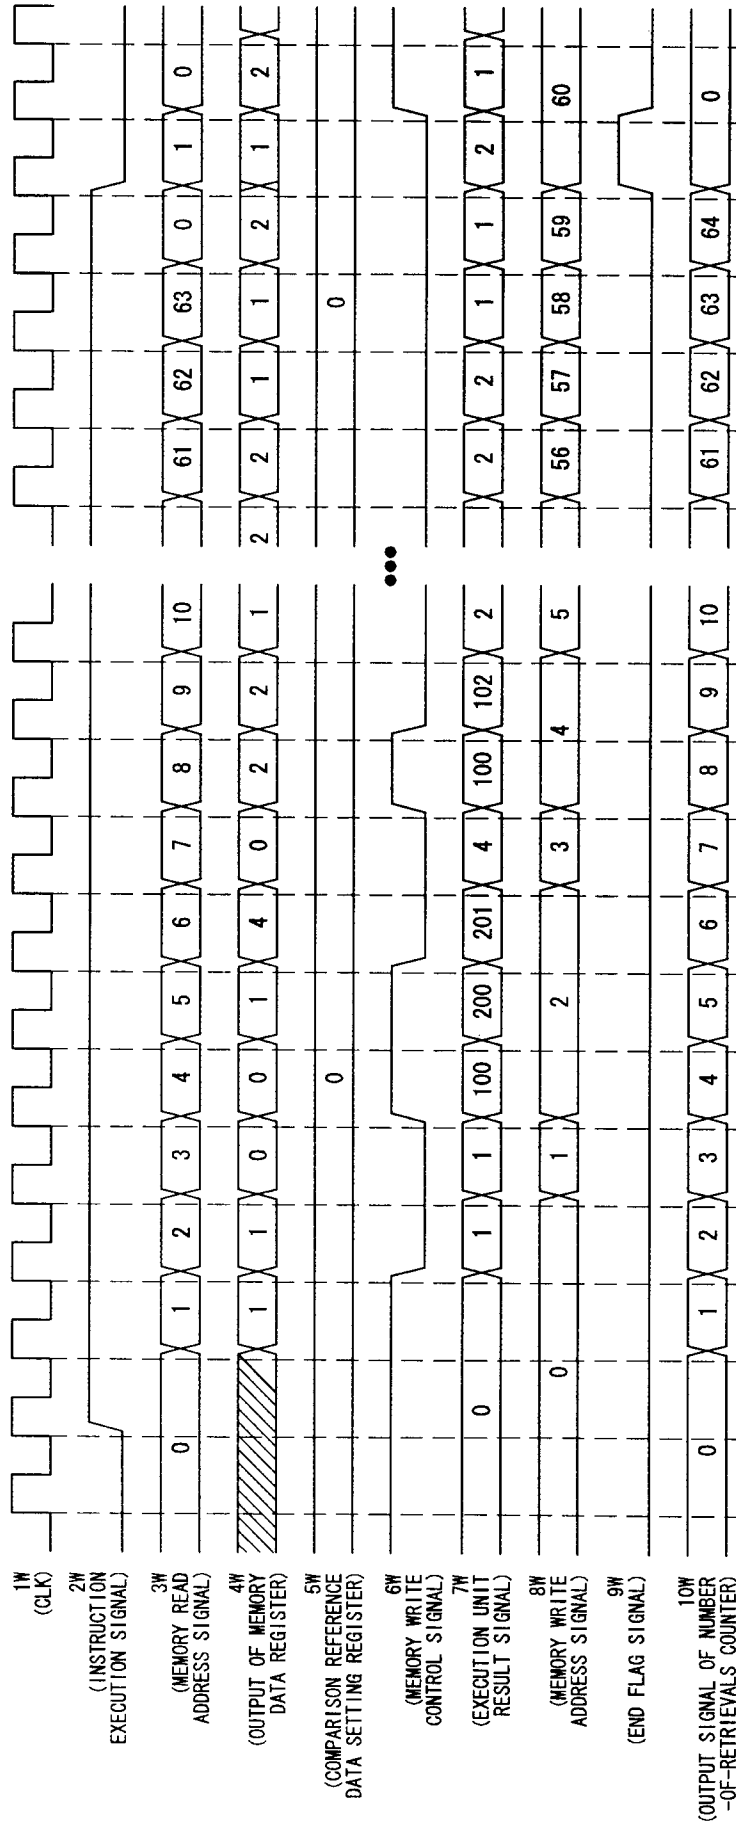 1W
(CLK)
2W
(INSTRUCTION
EXECUTION SIGNAL)
3W
(MEMORY READ
ADDRESS SIGNAL)
0 1 2 3 4 5 6 7 8 9 10 61 62 63 0 1 0
4W
(OUTPUT OF MEMORY
DATA REGISTER)
1 1 0 0 1 4 0 2 2 1 2 2 1 1 2 1 2
5W
(COMPARISON REFERENCE
DATA SETTING REGISTER)
0 0
6W
(MEMORY WRITE
CONTROL SIGNAL)
•••
7W
(EXECUTION UNIT
RESULT SIGNAL)
0 1 1 100 200 201 4 100 102 2 2 2 1 1 2 1
8W
(MEMORY WRITE
ADDRESS SIGNAL)
0 1 2 3 4 5 56 57 58 59 60
9W
(END FLAG SIGNAL)
10W
(OUTPUT SIGNAL OF NUMBER
-OF-RETRIEVALS COUNTER)
0 1 2 3 4 5 6 7 8 9 10 61 62 63 64 0